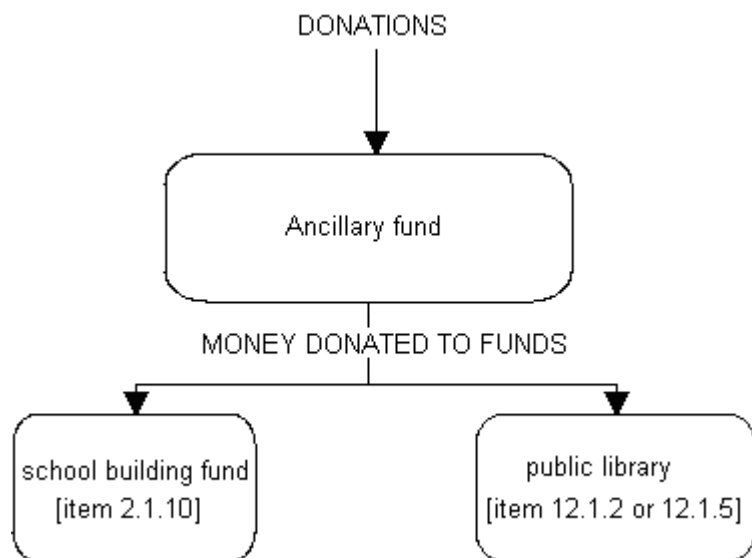 DONATIONS
Ancillary fund
MONEY DONATED TO FUNDS
school building fund
[item 2.1.10]
public library
[item 12.1.2 or 12.1.5]